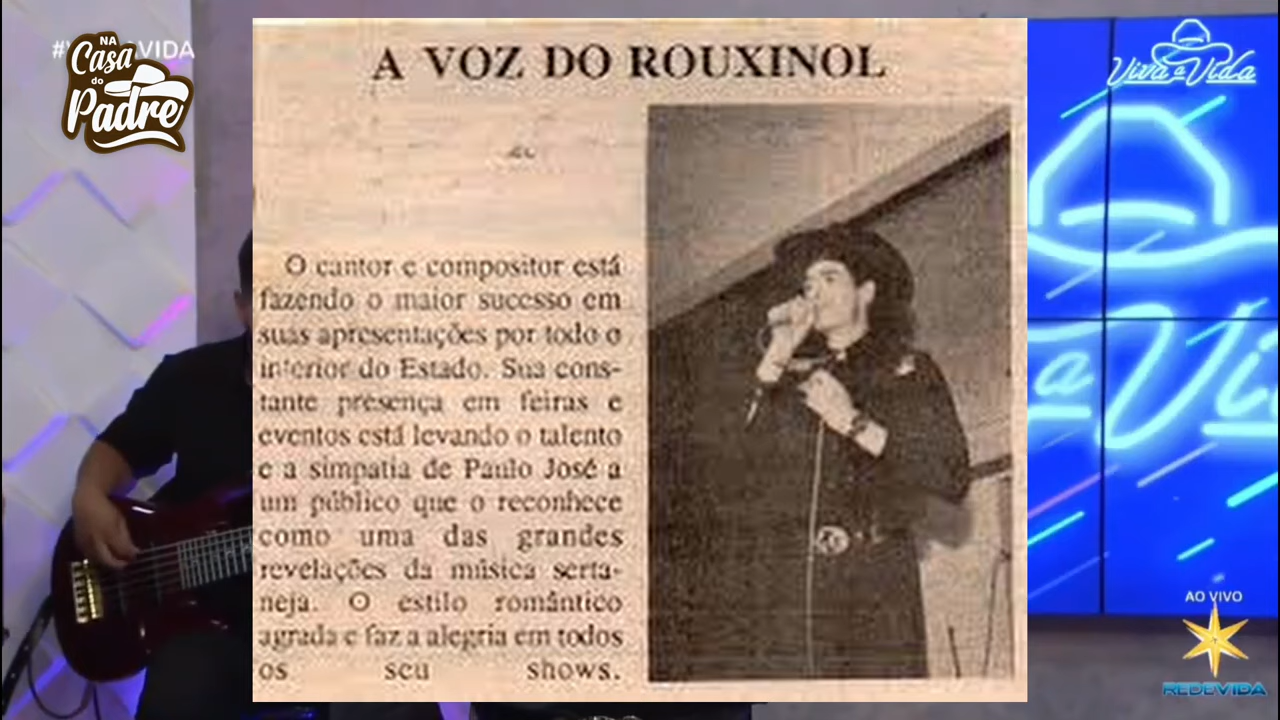 NA
Casa
do
Padre
VIDA
A VOZ DO ROUXINOL
O cantor e compositor está
fazendo o maior sucesso em
suas apresentações por todo o
interior do Estado. Sua cons-
tante presença em feiras e
eventos está levando o talento
e a simpatia de Paulo José a
um público que o reconhece
como uma das grandes
revelações da música serta-
neja. O estilo romântico
agrada e faz a alegria em todos
os seu shows.
Viva a Vida
a Vi
AO VIVO
REDEVIDA